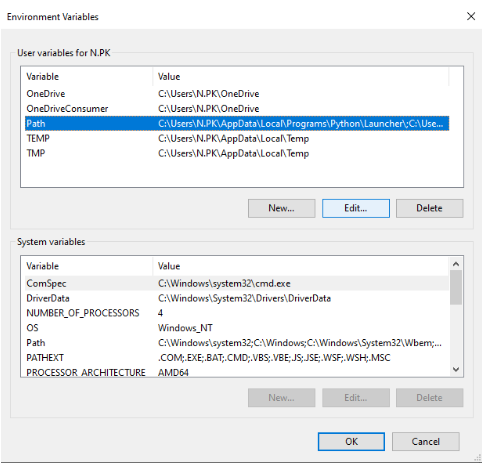 Environment Variables
User variables for N.PK
Variable Value
OneDrive C:\Users\N.PK\OneDrive
OneDriveConsumer C:\Users\N.PK\OneDrive
Path C:\Users\N.PK\AppData\Local\Programs\Python\Launcher\;C:\Use...
TEMP C:\Users\N.PK\AppData\Local\Temp
TMP C:\Users\N.PK\AppData\Local\Temp
New... Edit... Delete
System variables
Variable Value
ComSpec C:\Windows\system32\cmd.exe
DriverData C:\Windows\System32\Drivers\DriverData
NUMBER_OF_PROCESSORS 4
OS Windows_NT
Path C:\Windows\system32;C:\Windows;C:\Windows\System32\Wbem;...
PATHEXT .COM;.EXE;.BAT;.CMD;.VBS;.VBE;.JS;.JSE;.WSF;.WSH;.MSC
PROCESSOR_ARCHITECTURE AMD64
New... Edit... Delete
OK Cancel